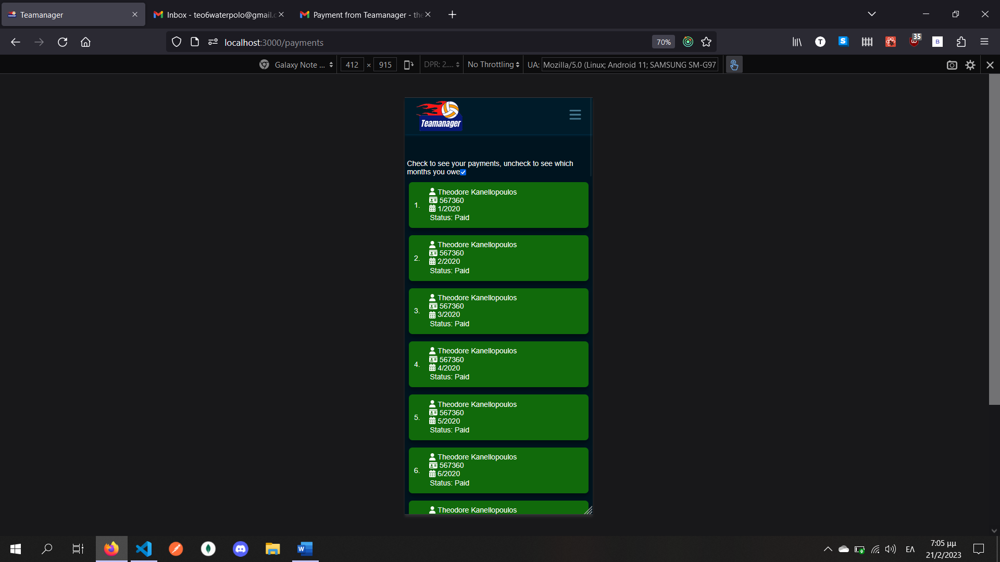 Teamanager
Inbox - teo6waterpolo@gmail.c
Payment from Teamanager - the
localhost:3000/payments
70%
35
Galaxy Note ...
412 × 915
DPR: 2....
No Throttling
UA: Mozilla/5.0 (Linux; Android 11; SAMSUNG SM-G97
Teamanager
Check to see your payments, uncheck to see which
months you owe
1.
Theodore Kanellopoulos
567360
1/2020
Status: Paid
2.
Theodore Kanellopoulos
567360
2/2020
Status: Paid
3.
Theodore Kanellopoulos
567360
3/2020
Status: Paid
4.
Theodore Kanellopoulos
567360
4/2020
Status: Paid
5.
Theodore Kanellopoulos
567360
5/2020
Status: Paid
6.
Theodore Kanellopoulos
567360
6/2020
Status: Paid
Theodore Kanellopoulos
ΕΛ
7:05 μμ
21/2/2023